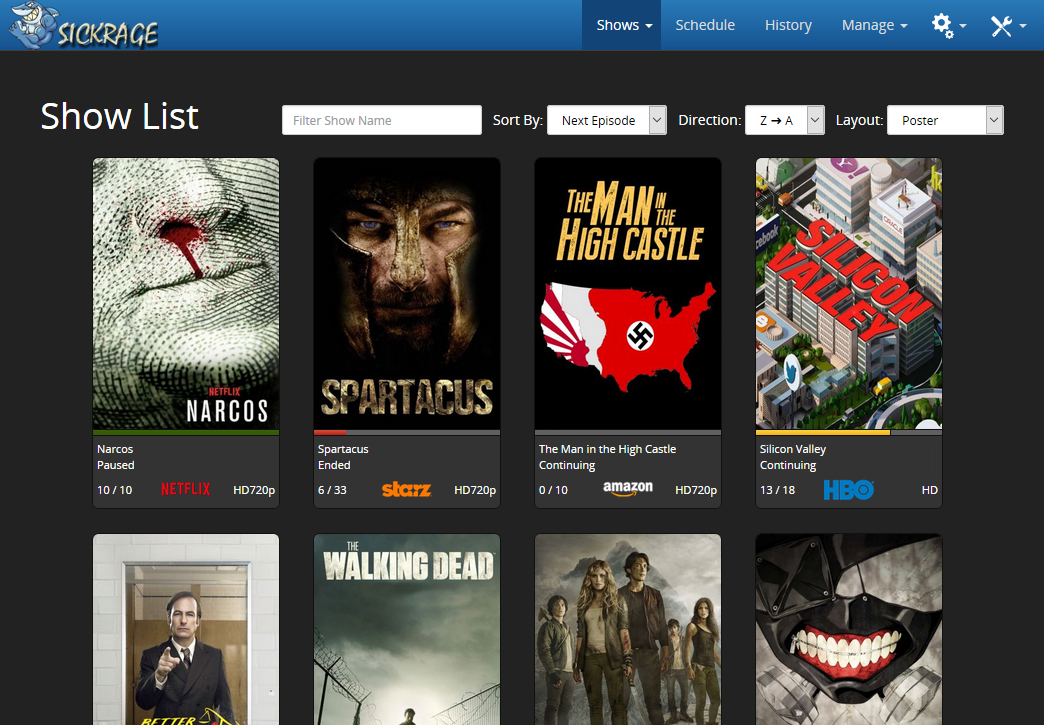 SICKRAGE
Shows
Schedule
History
Manage
Show List
Filter Show Name
Sort By:
Next Episode
Direction:
Z ➔ A
Layout:
Poster
NETFLIX
NARCOS
SPARTACUS
THE MAN IN THE
HIGH CASTLE
ORACLE
facebook
SILICON
VALLEY
Narcos
Paused
10 / 10
NETFLIX
HD720p
Spartacus
Ended
6 / 33
starz
HD720p
The Man in the High Castle
Continuing
0 / 10
amazon
HD720p
Silicon Valley
Continuing
13 / 18
HBO
HD
BETTER
THE
WALKING DEAD